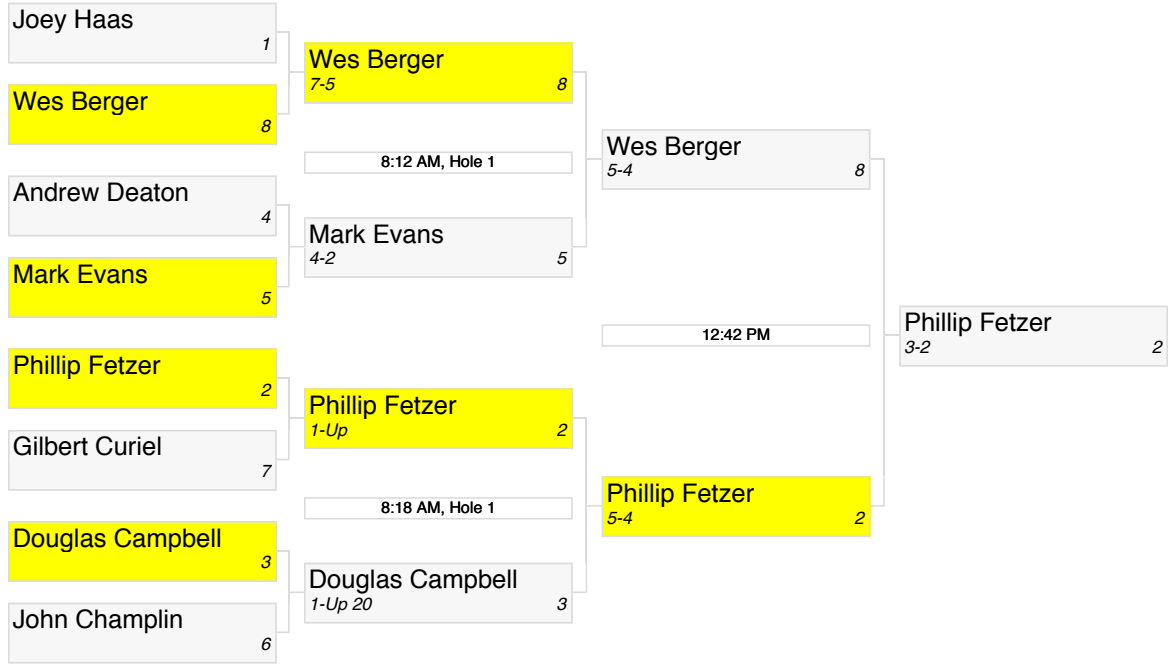 Joey Haas
1
Wes Berger
8
Andrew Deaton
4
Mark Evans
5
Phillip Fetzer
2
Gilbert Curiel
7
Douglas Campbell
3
John Champlin
6
Wes Berger
7-5 8
8:12 AM, Hole 1
Mark Evans
4-2 5
Phillip Fetzer
1-Up 2
8:18 AM, Hole 1
Douglas Campbell
1-Up 20 3
Wes Berger
5-4 8
12:42 PM
Phillip Fetzer
5-4 2
Phillip Fetzer
3-2 2